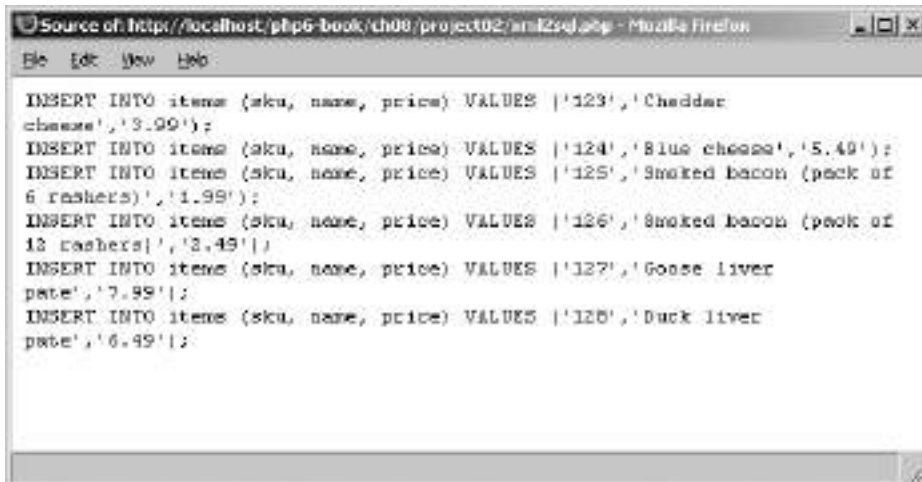 Source of: http://localhost/php6-book/ch08/project02/xml2sql.php - Mozilla Firefox
File Edit View Help
INSERT INTO items (sku, name, price) VALUES ('123','Cheddar
cheese','3.99');
INSERT INTO items (sku, name, price) VALUES ('124','Blue cheese','5.49');
INSERT INTO items (sku, name, price) VALUES ('125','Smoked bacon (pack of
6 rashers)','1.99');
INSERT INTO items (sku, name, price) VALUES ('126','Smoked bacon (pack of
12 rashers)','2.49');
INSERT INTO items (sku, name, price) VALUES ('127','Goose liver
pate','7.99');
INSERT INTO items (sku, name, price) VALUES ('128','Duck liver
pate','6.49');